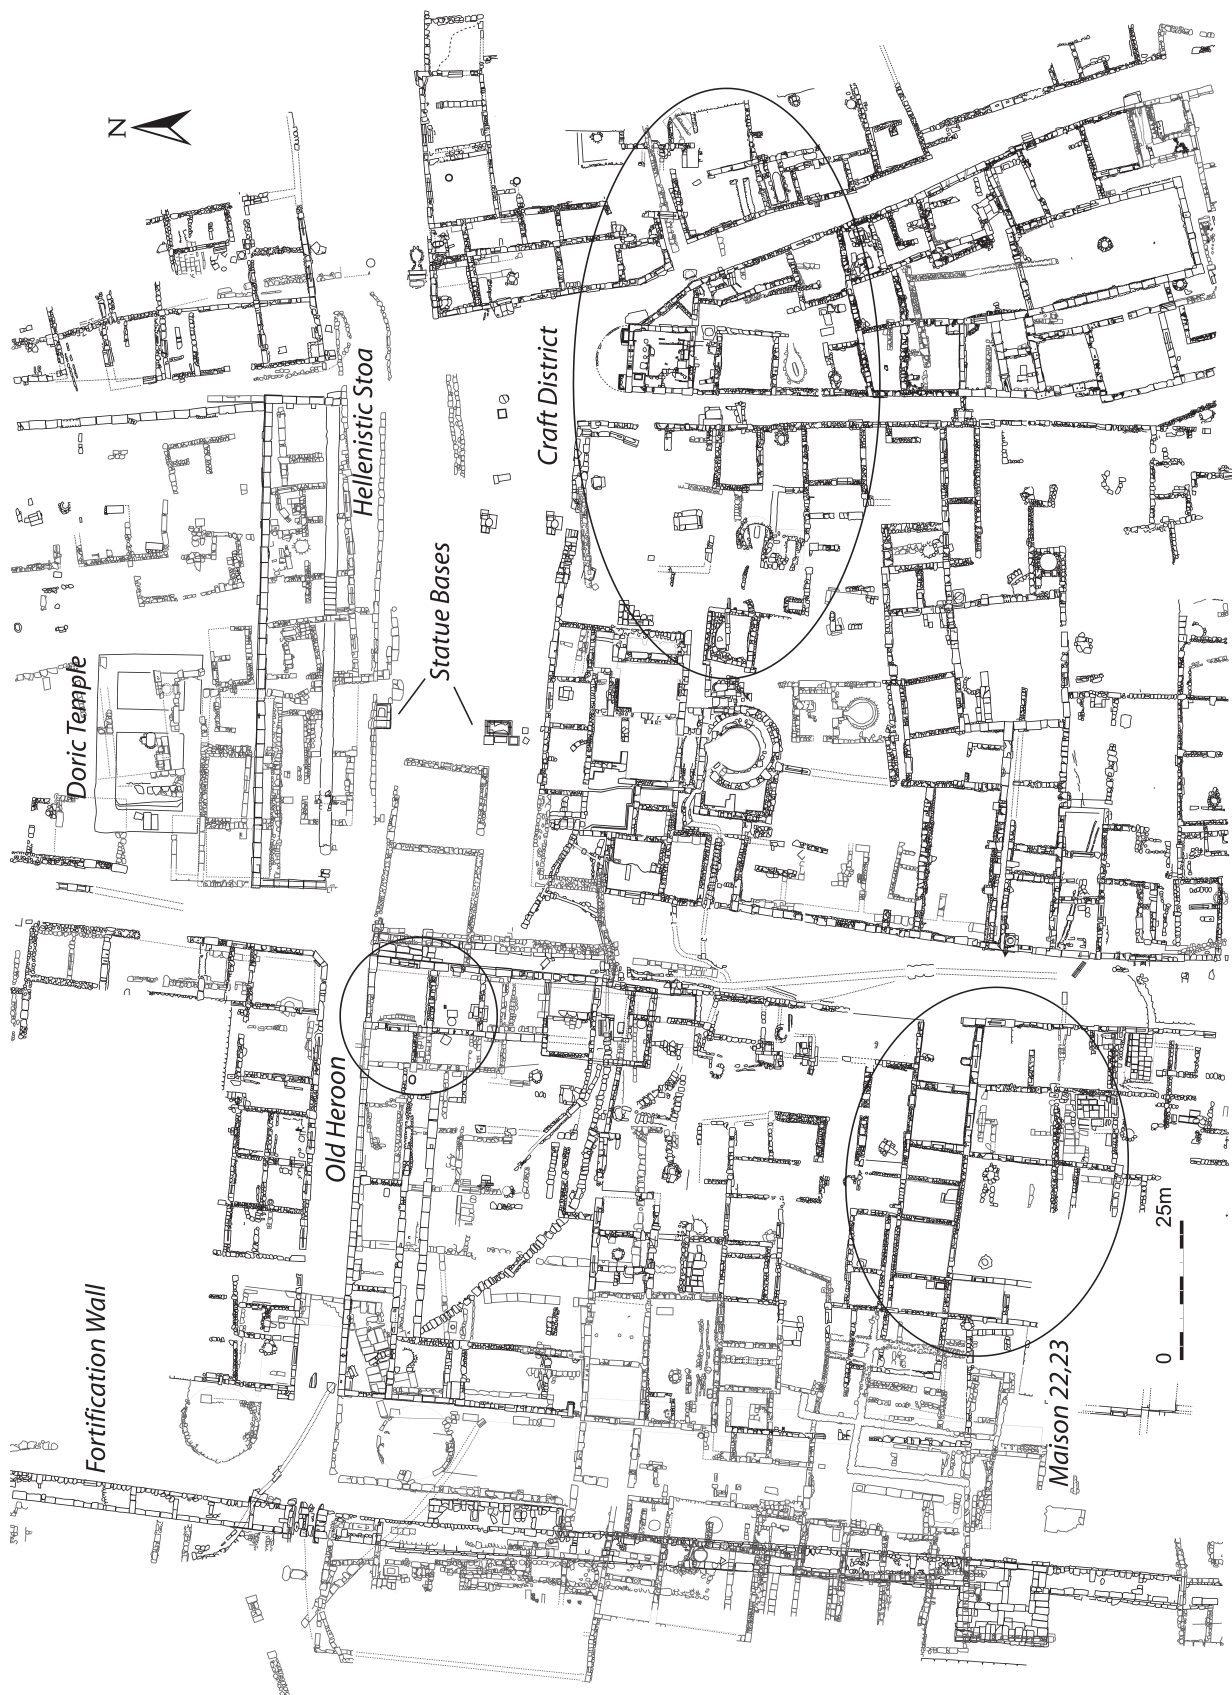 N
Fortification Wall
Doric Temple
Hellenistic Stoa
Old Heroon
Statue Bases
Craft District
Maison 22,23
0
25m